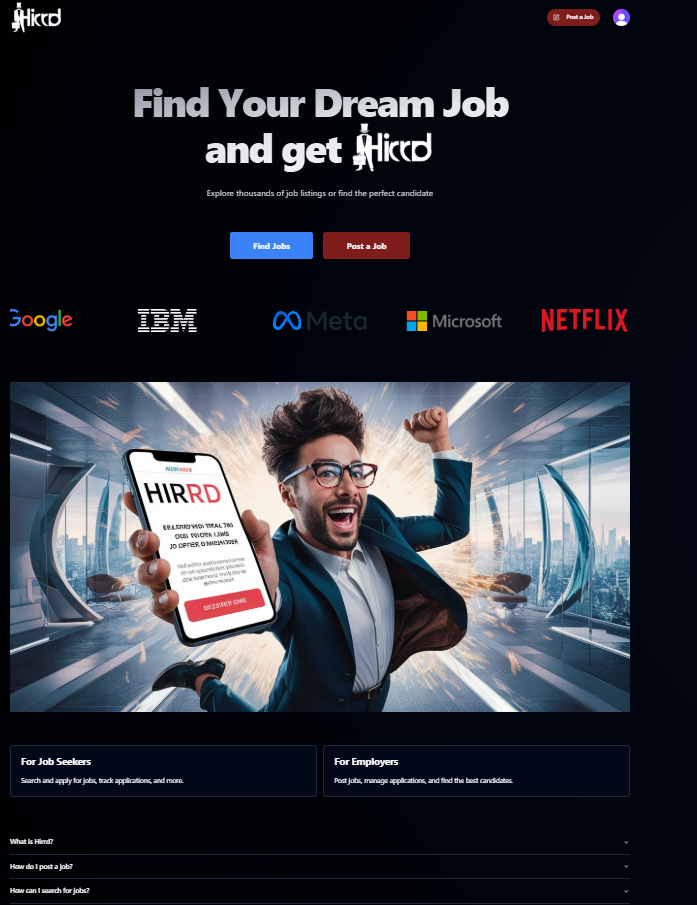 Hirrd
Post a Job
Find Your Dream Job
and get Hirrd
Explore thousands of job listings or find the perfect candidate
Find Jobs
Post a Job
Google
IBM
Meta
Microsoft
NETFLIX
HIRRD
For Job Seekers
Search and apply for jobs, track applications, and more.
For Employers
Post jobs, manage applications, and find the best candidates.
What is Hirrd?
How do I post a job?
How can I search for jobs?